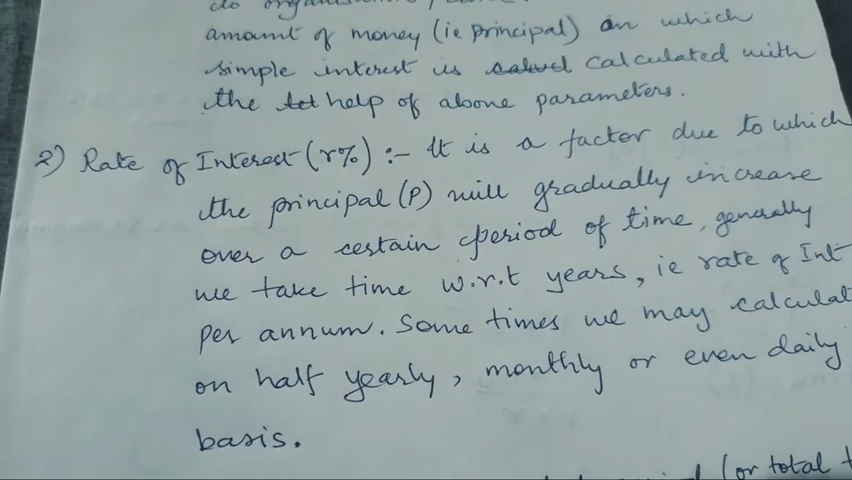 amount of money (ie principal) on which
simple interest is calculated with
the help of above parameters.
2) Rate of Interest (r%) :- It is a factor due to which
the principal (P) will gradually increase
over a certain period of time, generally
we take time w.r.t years, ie rate of Int
per annum. Some times we may calculat
on half yearly, monthly or even daily
basis.
(or total